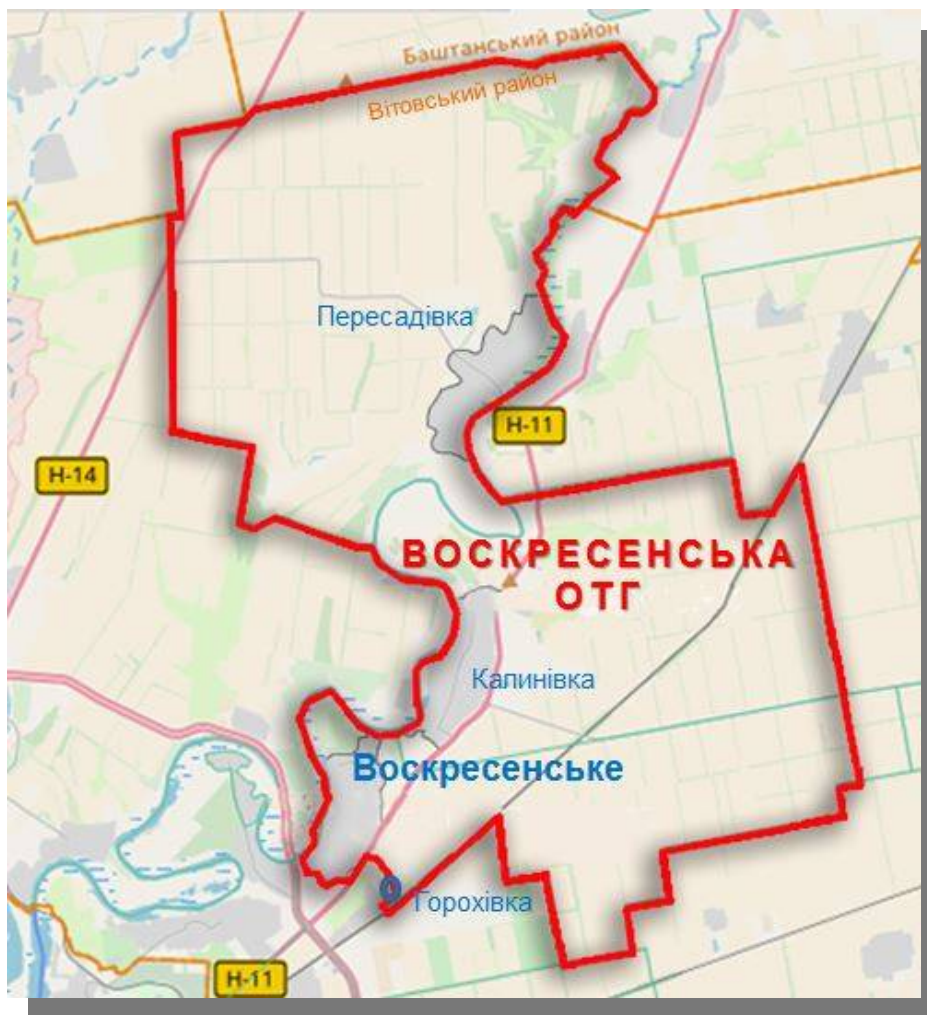 Баштанський район
Вітовський район
Пересадівка
Н-11
Н-14
ВОСКРЕСЕНСЬКА
ОТГ
Калинівка
Воскресенське
Горохівка
Н-11